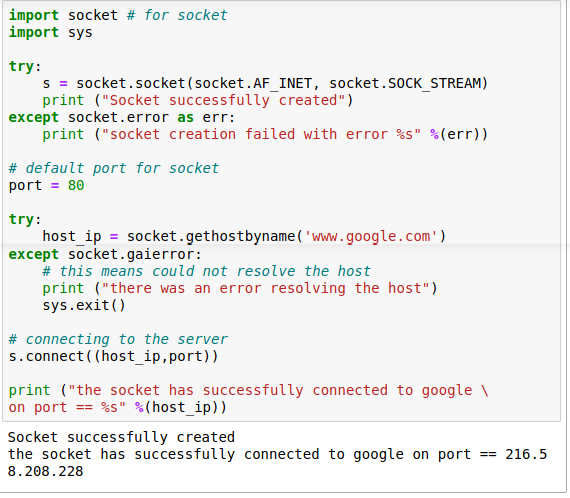 import socket # for socket
import sys
try:
    s = socket.socket(socket.AF_INET, socket.SOCK_STREAM)
    print ("Socket successfully created")
except socket.error as err:
    print ("socket creation failed with error %s" %(err))
# default port for socket
port = 80
try:
    host_ip = socket.gethostbyname('www.google.com')
except socket.gaierror:
    # this means could not resolve the host
    print ("there was an error resolving the host")
    sys.exit()
# connecting to the server
s.connect((host_ip,port))
print ("the socket has successfully connected to google \
on port == %s" %(host_ip))
Socket successfully created
the socket has successfully connected to google on port == 216.5
8.208.228